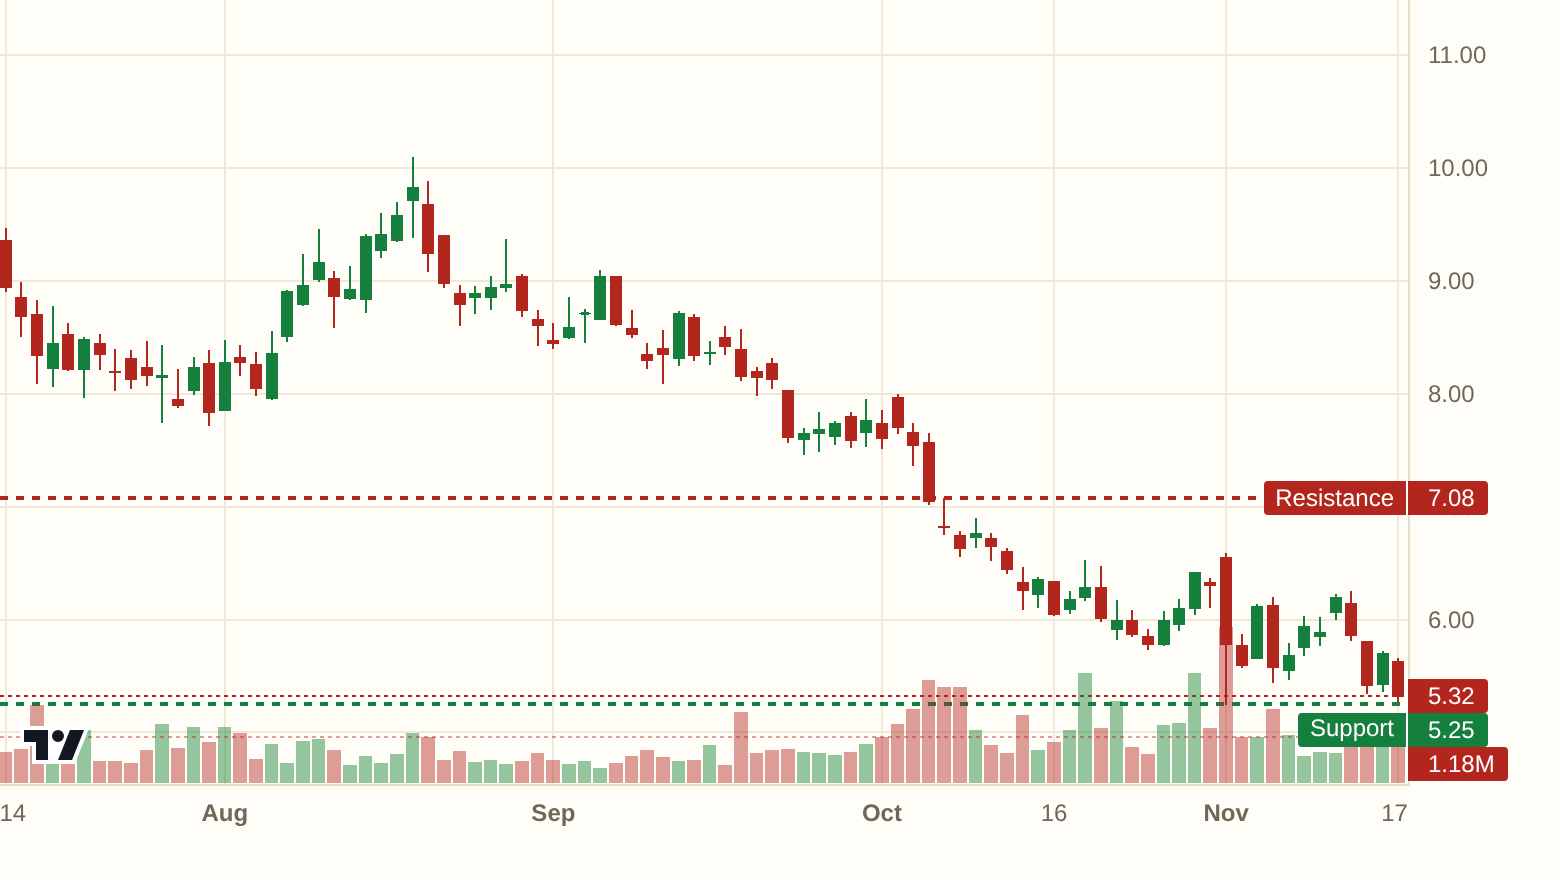 11.00
10.00
9.00
8.00
Resistance 7.08
6.00
5.32
Support 5.25
1.18M
14 Aug Sep Oct 16 Nov 17